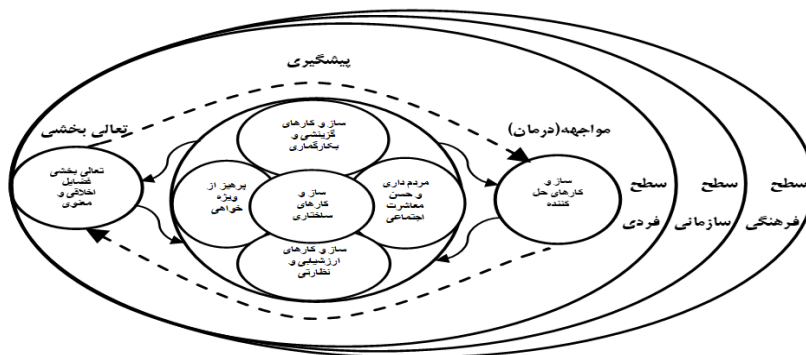 پیشگیری
مواجهه(درمان)
تعالی بخشی
ساز و کارهای
گزینشی و
بکارگماری
ساز و
کارهای حل
کننده
مردم داری
و حسن
معاشرت
اجتماعی
ساز و
کارهای
ساختاری
پرهیز از
ویژه
خواهی
تعالی بخشی
فضایل
اخلاقی و
معنوی
ساز و کارهای
ارزشیابی و
نظارتی
سطح
فردی
سطح
سازمانی
سطح
فرهنگی